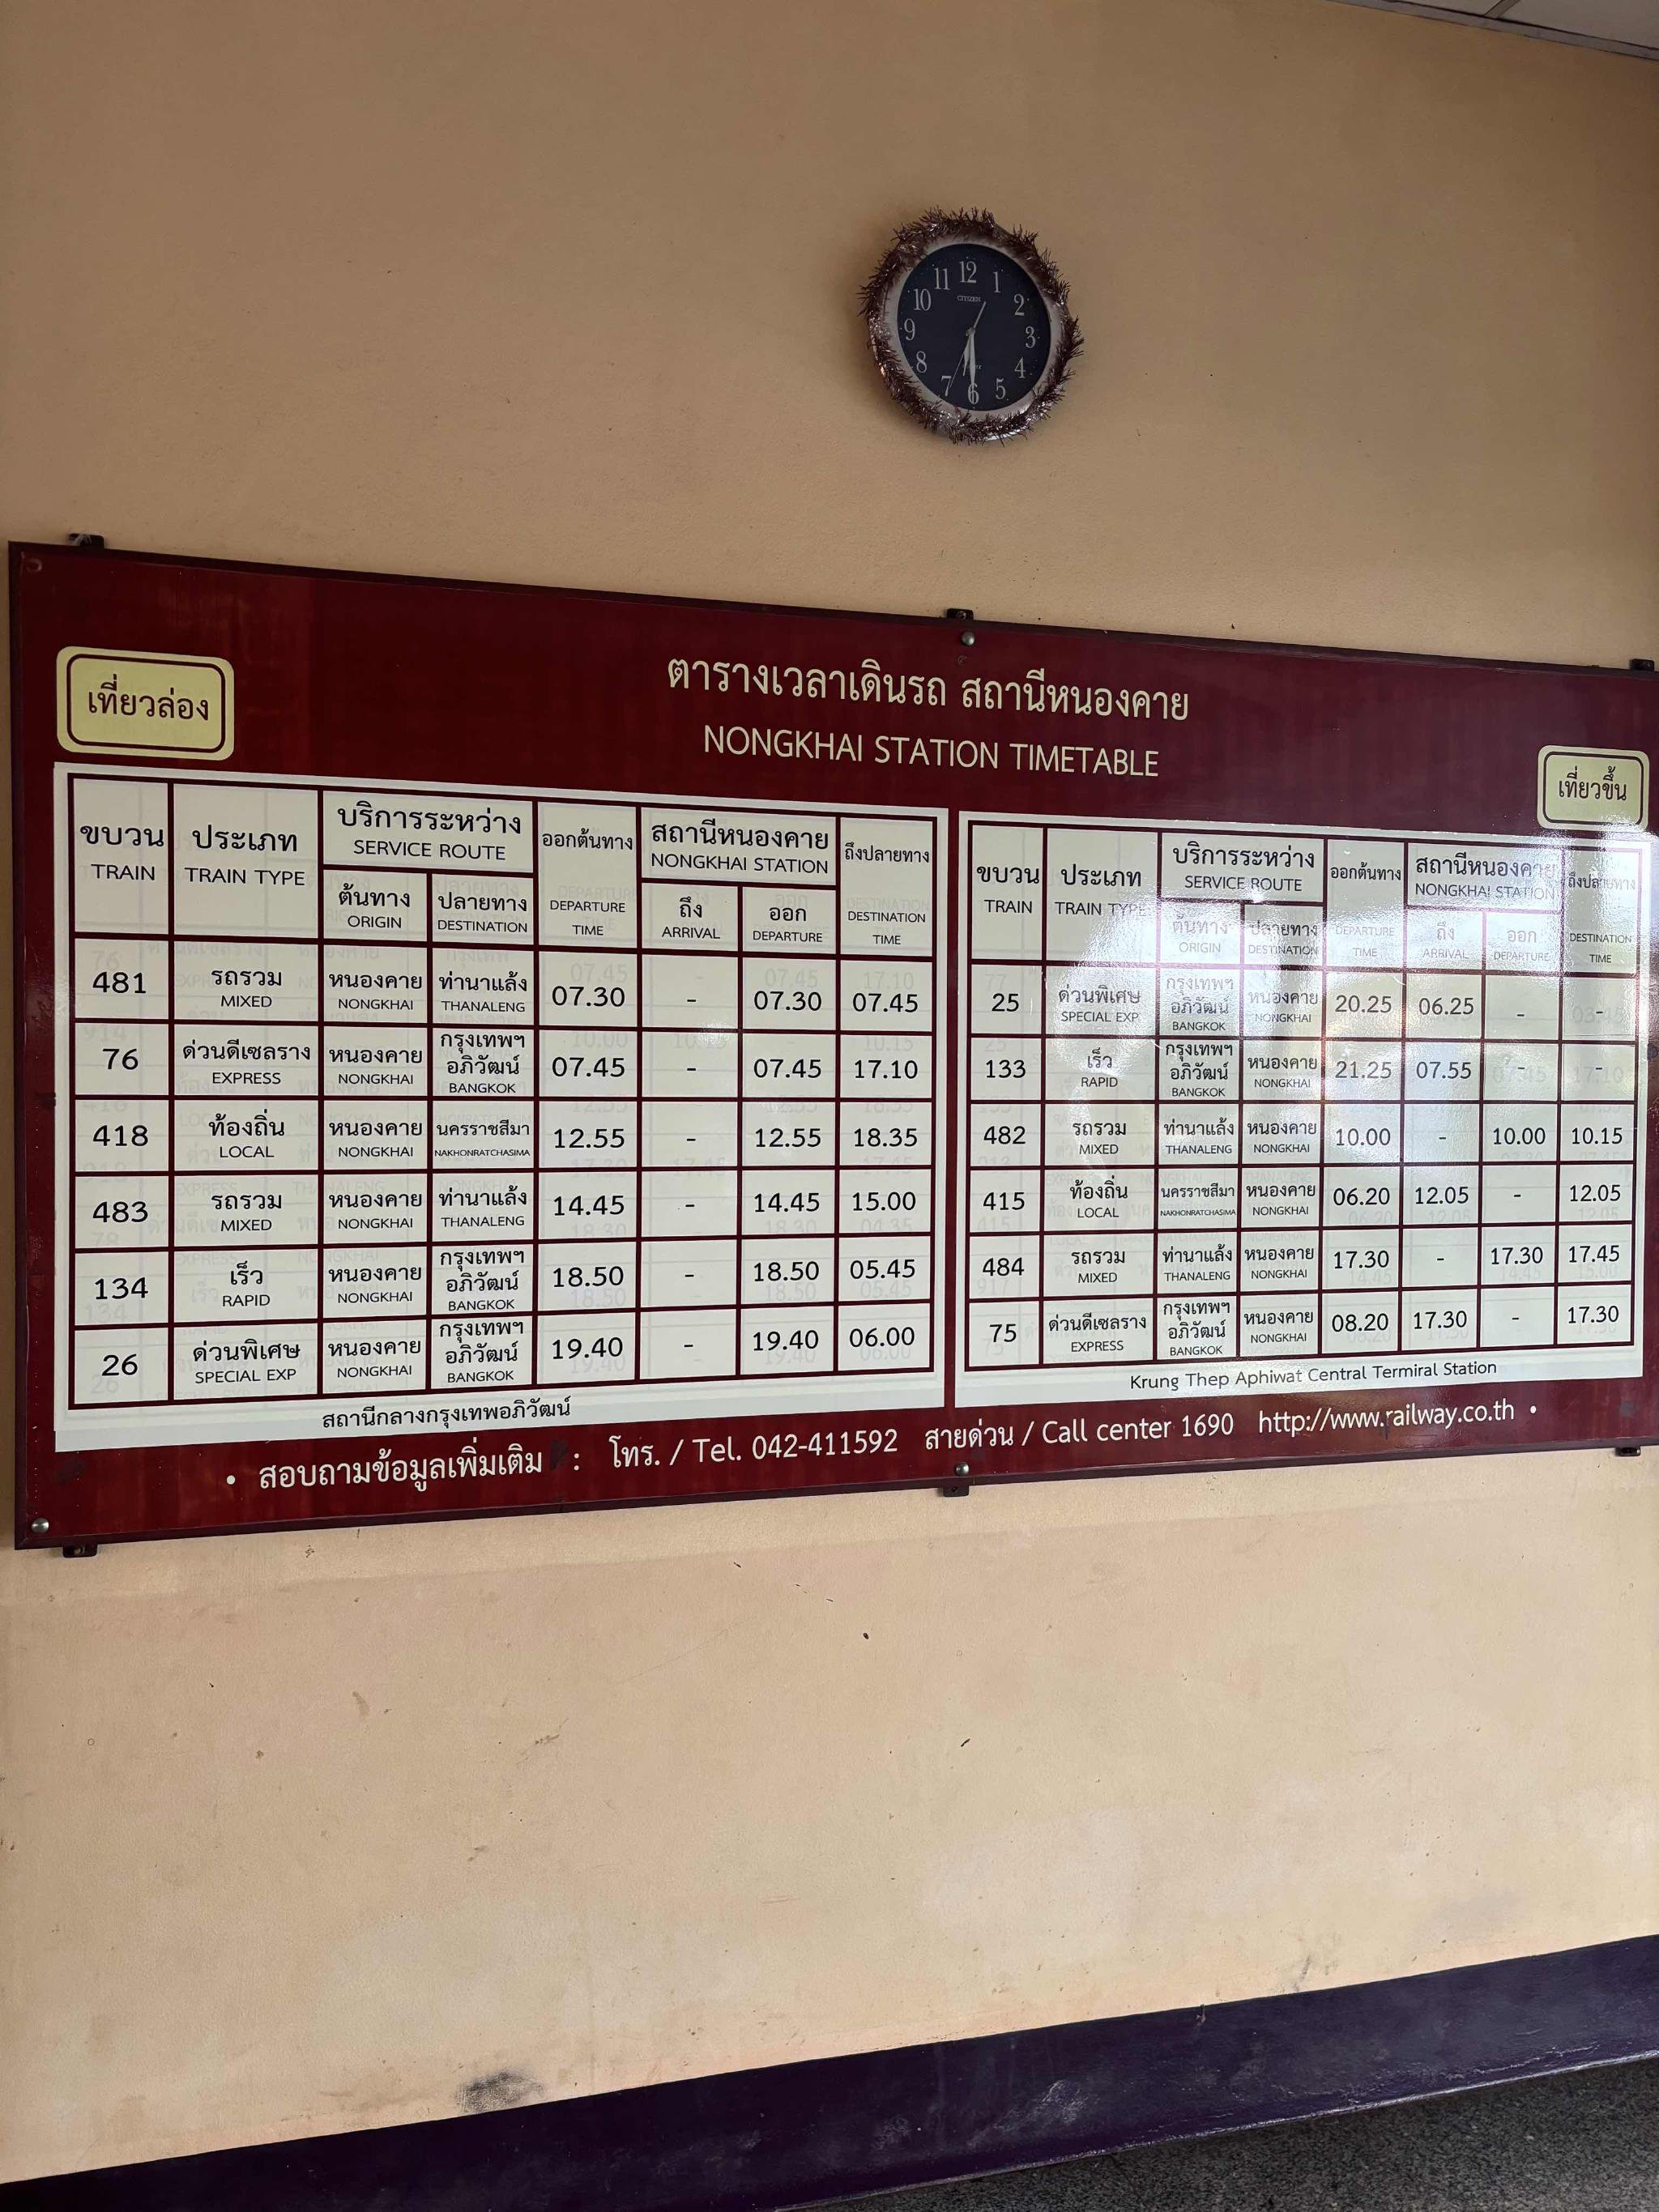 12
1
2
3
4
5
6
7
8
9
10
11
CITIZEN
เที่ยวล่อง
ตารางเวลาเดินรถ สถานีหนองคาย
NONGKHAI STATION TIMETABLE
เที่ยวขึ้น
ขบวน ประเภท บริการระหว่าง ออกต้นทาง สถานีหนองคาย ถึงปลายทาง
TRAIN TRAIN TYPE SERVICE ROUTE DEPARTURE TIME NONGKHAI STATION DESTINATION TIME
ต้นทาง ปลายทาง ถึง ออก
ORIGIN DESTINATION ARRIVAL DEPARTURE
481 รถรวม หนองคาย ท่านาแล้ง 07.30 - 07.30 07.45
MIXED NONGKHAI THANALENG
76 ด่วนดีเซลราง หนองคาย กรุงเทพฯ อภิวัฒน์ 07.45 - 07.45 17.10
EXPRESS NONGKHAI BANGKOK
418 ท้องถิ่น หนองคาย นครราชสีมา 12.55 - 12.55 18.35
LOCAL NONGKHAI NAKHONRATCHASIMA
483 รถรวม หนองคาย ท่านาแล้ง 14.45 - 14.45 15.00
MIXED NONGKHAI THANALENG
134 เร็ว หนองคาย กรุงเทพฯ อภิวัฒน์ 18.50 - 18.50 05.45
RAPID NONGKHAI BANGKOK
26 ด่วนพิเศษ หนองคาย กรุงเทพฯ อภิวัฒน์ 19.40 - 19.40 06.00
SPECIAL EXP NONGKHAI BANGKOK
สถานีกลางกรุงเทพอภิวัฒน์
ขบวน ประเภท บริการระหว่าง ออกต้นทาง สถานีหนองคาย ถึงปลายทาง
TRAIN TRAIN TYPE SERVICE ROUTE DEPARTURE TIME NONGKHAI STATION DESTINATION TIME
ต้นทาง ปลายทาง ถึง ออก
ORIGIN DESTINATION ARRIVAL DEPARTURE
25 ด่วนพิเศษ กรุงเทพฯ อภิวัฒน์ หนองคาย 20.25 06.25 - -
SPECIAL EXP BANGKOK NONGKHAI
133 เร็ว กรุงเทพฯ อภิวัฒน์ หนองคาย 21.25 07.55 - -
RAPID BANGKOK NONGKHAI
482 รถรวม ท่านาแล้ง หนองคาย 10.00 - 10.00 10.15
MIXED THANALENG NONGKHAI
415 ท้องถิ่น นครราชสีมา หนองคาย 06.20 12.05 - 12.05
LOCAL NAKHONRATCHASIMA NONGKHAI
484 รถรวม ท่านาแล้ง หนองคาย 17.30 - 17.30 17.45
MIXED THANALENG NONGKHAI
75 ด่วนดีเซลราง กรุงเทพฯ อภิวัฒน์ หนองคาย 08.20 17.30 - 17.30
EXPRESS BANGKOK NONGKHAI
Krung Thep Aphiwat Central Termiral Station
• สอบถามข้อมูลเพิ่มเติม : โทร. / Tel. 042-411592 สายด่วน / Call center 1690 http://www.railway.co.th •